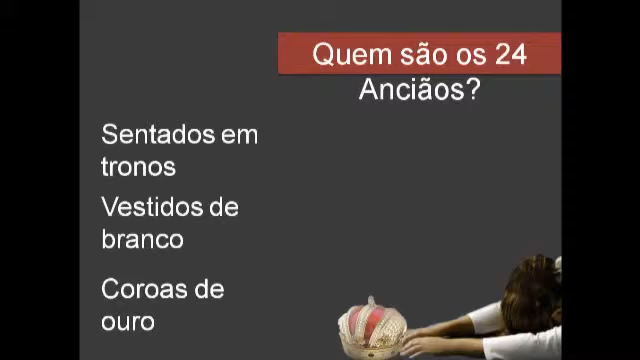 Quem são os 24
Anciãos?
Sentados em
tronos
Vestidos de
branco
Coroas de
ouro